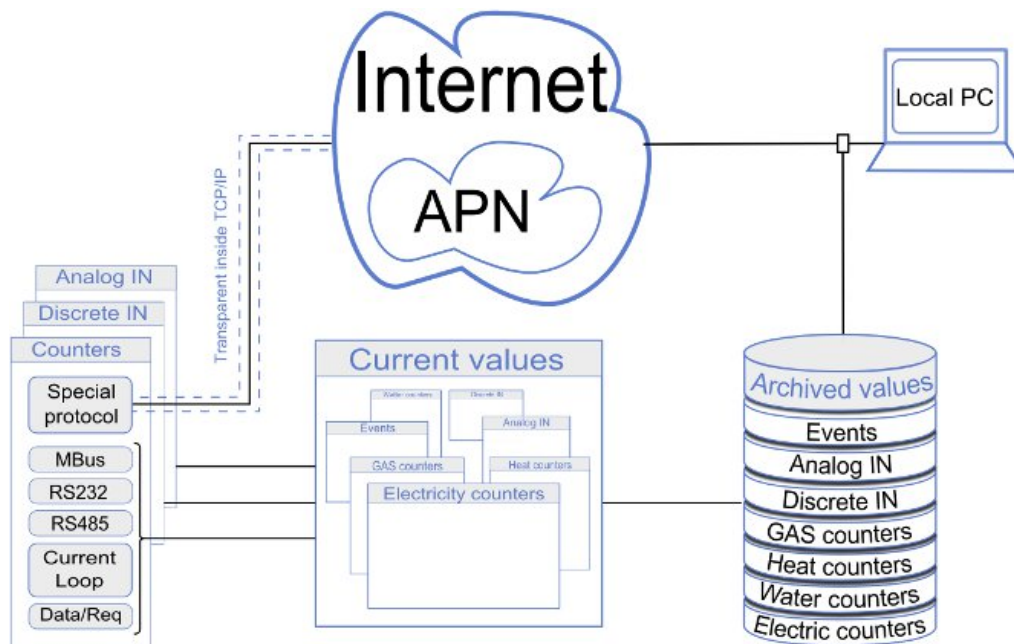 Internet
APN
Local PC
Transparent inside TCP/IP
Analog IN
Discrete IN
Counters
Special
protocol
MBus
RS232
RS485
Current
Loop
Data/Req
Current values
Water counters
Discrete IN
Events
Analog IN
GAS counters
Heat counters
Electricity counters
Archived values
Events
Analog IN
Discrete IN
GAS counters
Heat counters
Water counters
Electric counters